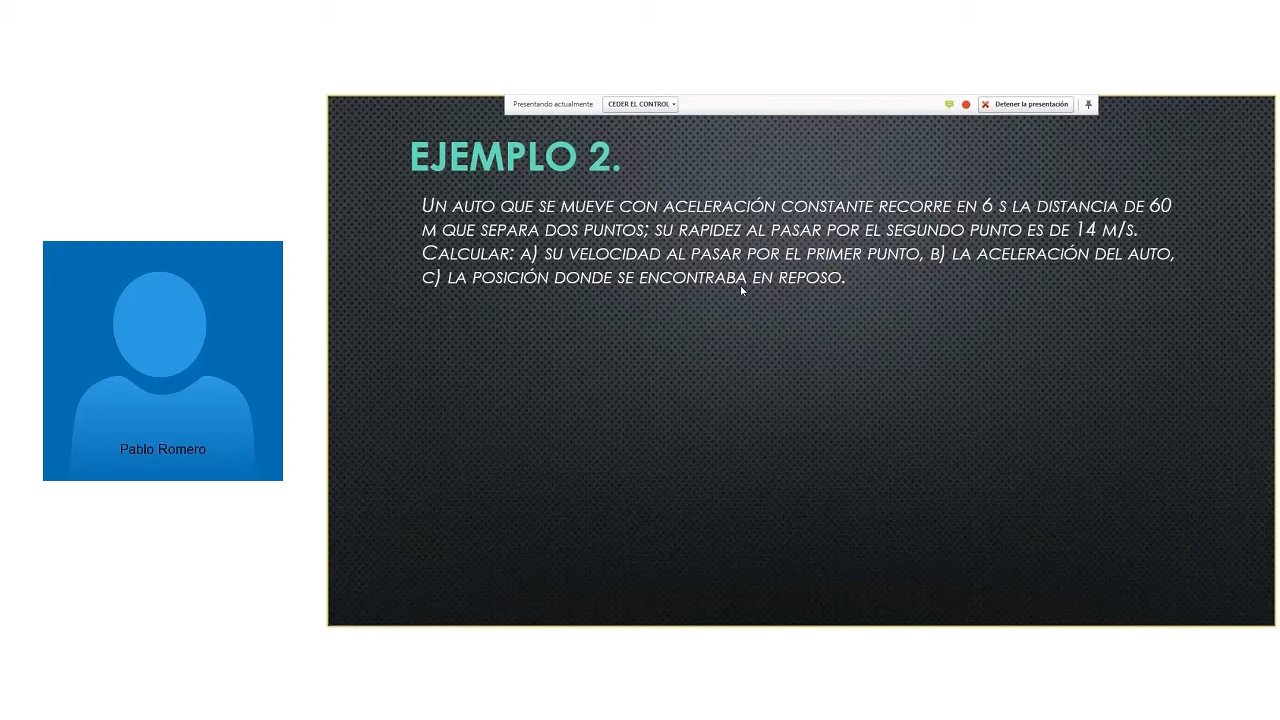 Presentando actualmente CEDER EL CONTROL Detener la presentación
EJEMPLO 2.
UN AUTO QUE SE MUEVE CON ACELERACIÓN CONSTANTE RECORRE EN 6 S LA DISTANCIA DE 60
M QUE SEPARA DOS PUNTOS; SU RAPIDEZ AL PASAR POR EL SEGUNDO PUNTO ES DE 14 M/S.
CALCULAR: A) SU VELOCIDAD AL PASAR POR EL PRIMER PUNTO, B) LA ACELERACIÓN DEL AUTO,
C) LA POSICIÓN DONDE SE ENCONTRABA EN REPOSO.
Pablo Romero